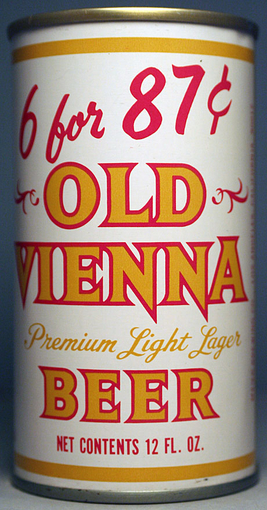 6 for 87¢
OLD
VIENNA
Premium Light Lager
BEER
NET CONTENTS 12 FL. OZ.